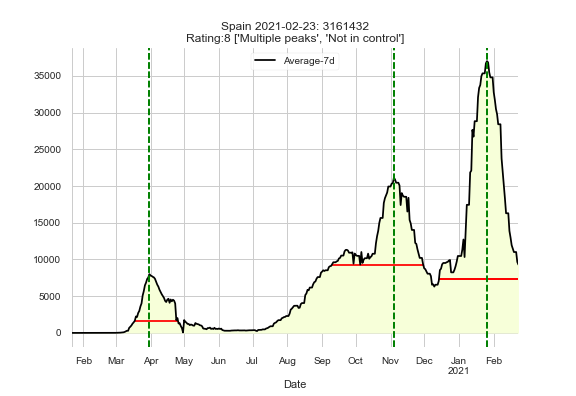 Spain 2021-02-23: 3161432
Rating:8 ['Multiple peaks', 'Not in control']
Average-7d
35000
30000
25000
20000
15000
10000
5000
0
Feb Mar Apr May Jun Jul Aug Sep Oct Nov Dec Jan Feb
2021
Date